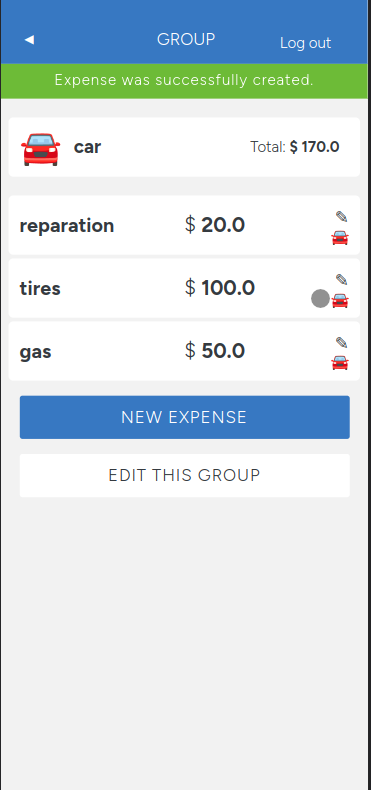 ◄ GROUP Log out
Expense was successfully created.
car Total: $ 170.0
reparation $ 20.0
tires $ 100.0
gas $ 50.0
NEW EXPENSE
EDIT THIS GROUP